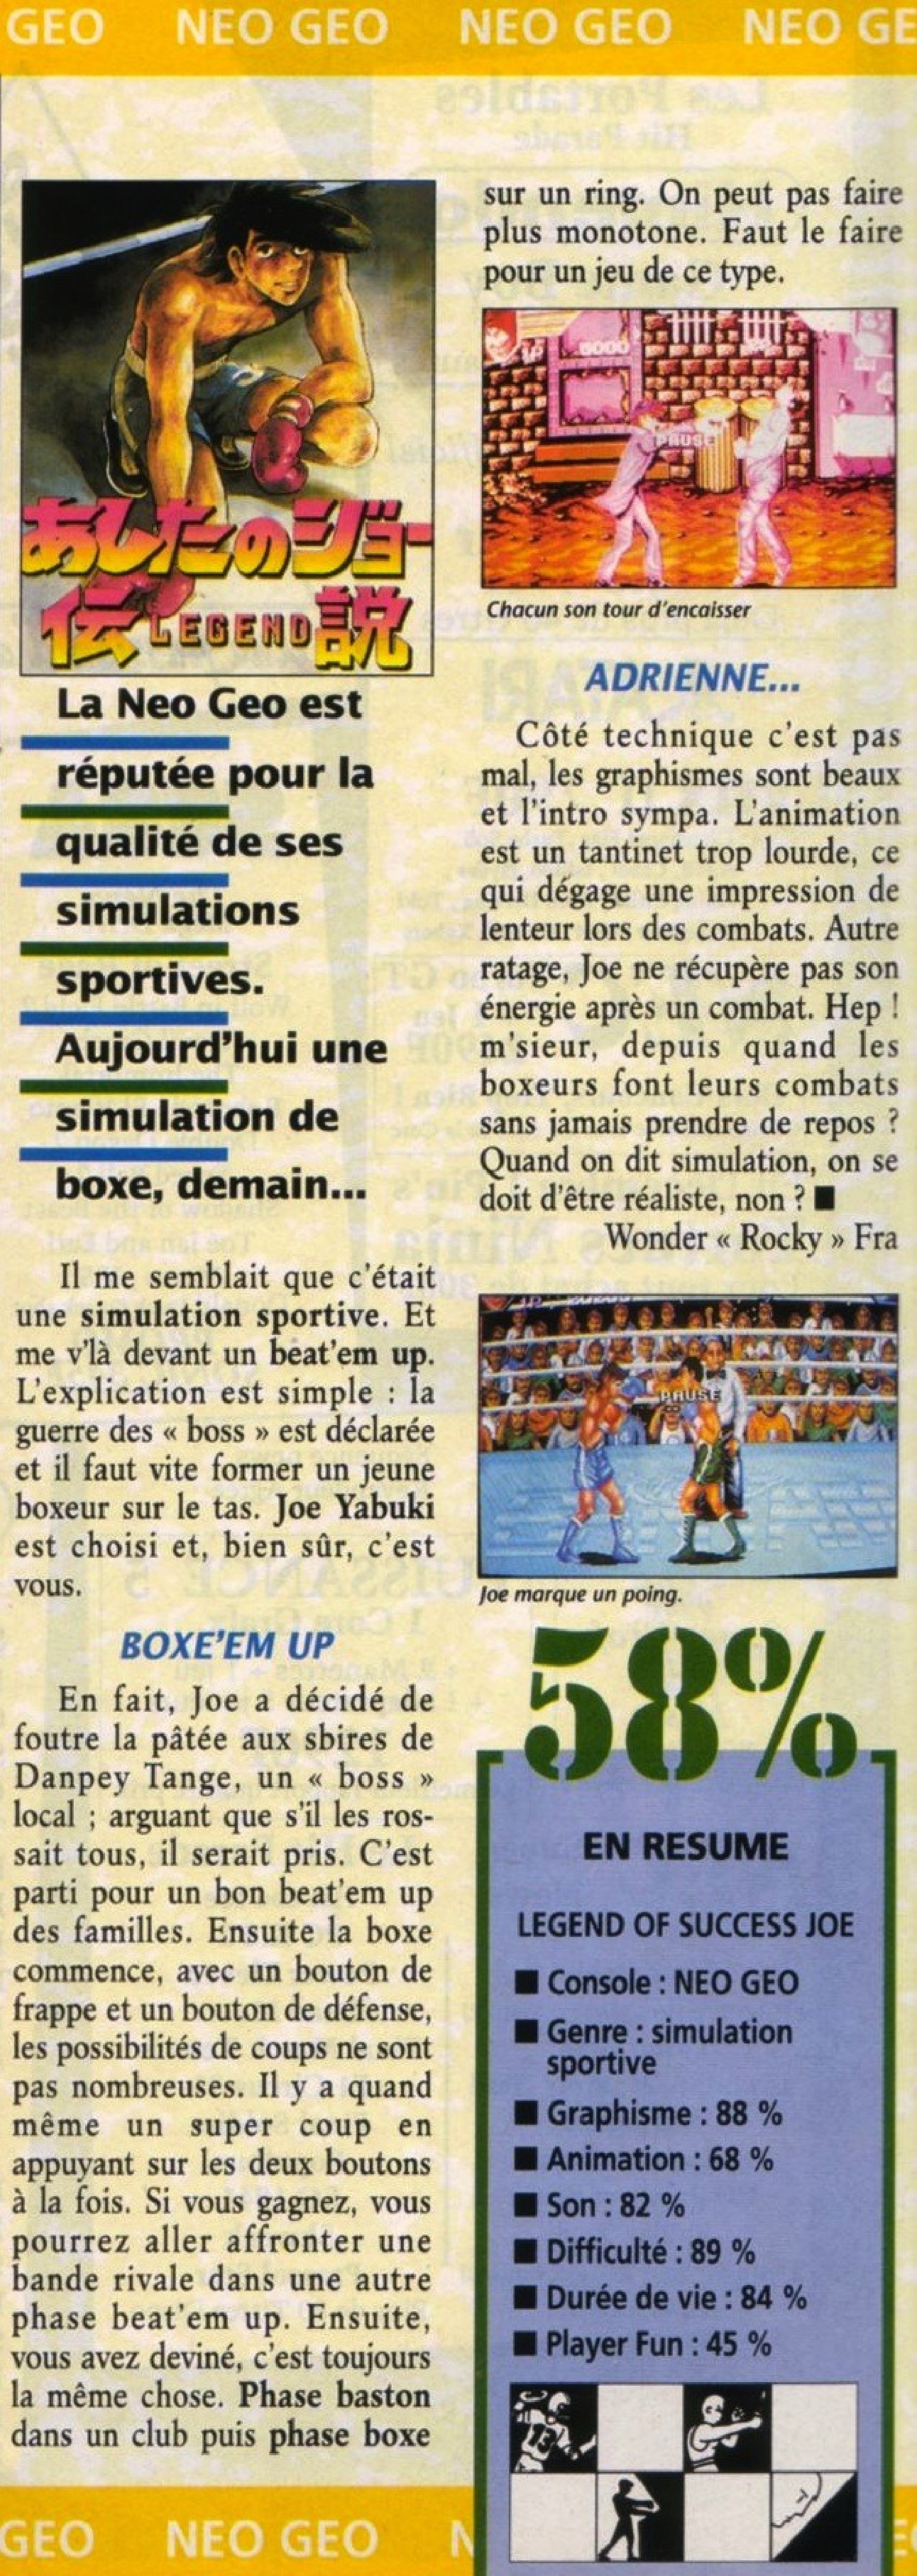 GEO NEO GEO NEO GEO NEO GE
あしたのジョー
伝LEGEND説
La Neo Geo est
réputée pour la
qualité de ses
simulations
sportives.
Aujourd'hui une
simulation de
boxe, demain...
Il me semblait que c'était
une simulation sportive. Et
me v'là devant un beat'em up.
L'explication est simple : la
guerre des « boss » est déclarée
et il faut vite former un jeune
boxeur sur le tas. Joe Yabuki
est choisi et, bien sûr, c'est
vous.
BOXE'EM UP
En fait, Joe a décidé de
foutre la pâtée aux sbires de
Danpey Tange, un « boss »
local ; arguant que s'il les ros-
sait tous, il serait pris. C'est
parti pour un bon beat'em up
des familles. Ensuite la boxe
commence, avec un bouton de
frappe et un bouton de défense,
les possibilités de coups ne sont
pas nombreuses. Il y a quand
même un super coup en
appuyant sur les deux boutons
à la fois. Si vous gagnez, vous
pourrez aller affronter une
bande rivale dans une autre
phase beat'em up. Ensuite,
vous avez deviné, c'est toujours
la même chose. Phase baston
dans un club puis phase boxe
sur un ring. On peut pas faire
plus monotone. Faut le faire
pour un jeu de ce type.
1P 5000
PAUSE
Chacun son tour d'encaisser
ADRIENNE...
Côté technique c'est pas
mal, les graphismes sont beaux
et l'intro sympa. L'animation
est un tantinet trop lourde, ce
qui dégage une impression de
lenteur lors des combats. Autre
ratage, Joe ne récupère pas son
énergie après un combat. Hep !
m'sieur, depuis quand les
boxeurs font leurs combats
sans jamais prendre de repos ?
Quand on dit simulation, on se
doit d'être réaliste, non ? ■
Wonder « Rocky » Fra
PAUSE
Joe marque un poing.
58%
EN RESUME
LEGEND OF SUCCESS JOE
■ Console : NEO GEO
■ Genre : simulation
sportive
■ Graphisme : 88 %
■ Animation : 68 %
■ Son : 82 %
■ Difficulté : 89 %
■ Durée de vie : 84 %
■ Player Fun : 45 %
13
GEO NEO GEO N